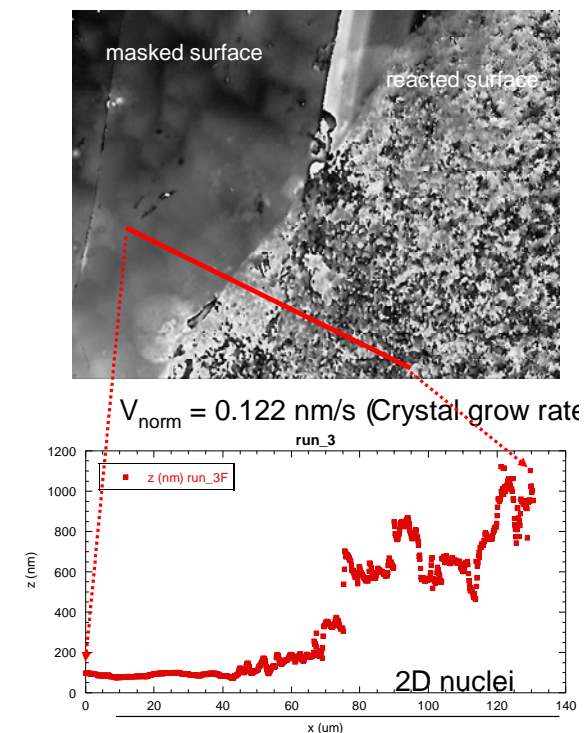 masked surface
reacted surface
Vnorm = 0.122 nm/s (Crystal grow rate
run_3
z (nm) run_3F
1200
1000
800
600
400
200
0
z (nm)
2D nuclei
0 20 40 60 80 100 120 140
x (um)